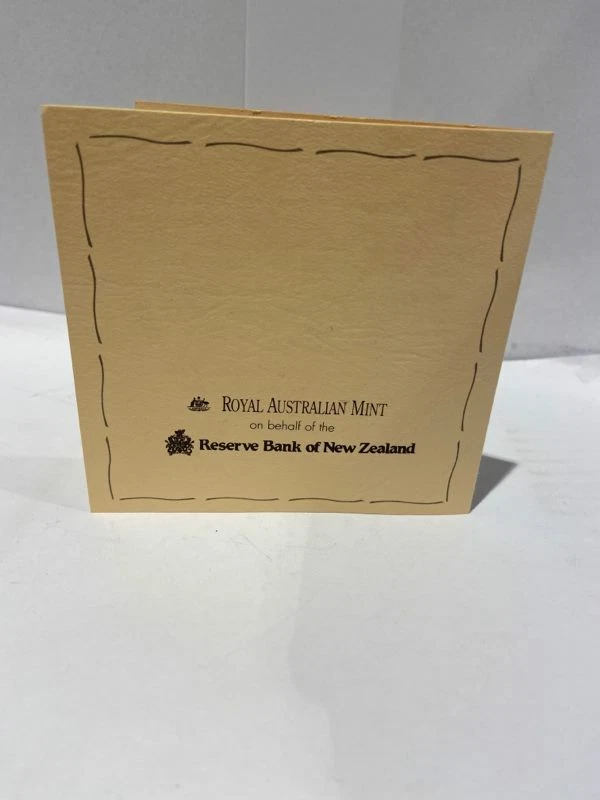 ROYAL AUSTRALIAN MINT
on behalf of the
Reserve Bank of New Zealand